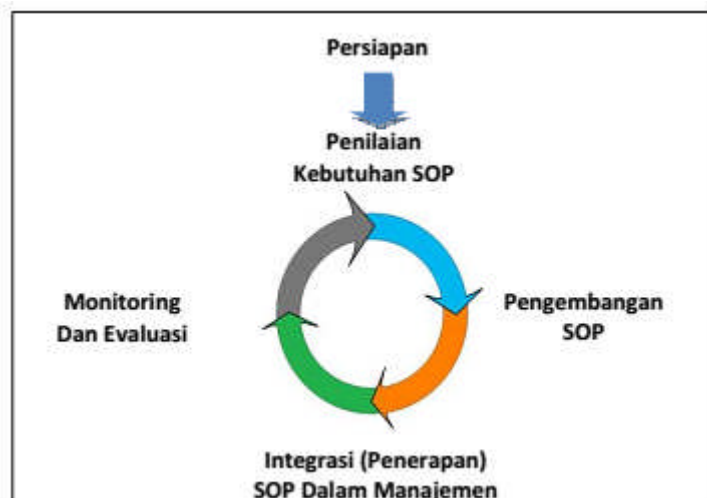 Persiapan
Penilaian
Kebutuhan SOP
Monitoring
Dan Evaluasi
Pengembangan
SOP
Integrasi (Penerapan)
SOP Dalam Manajemen